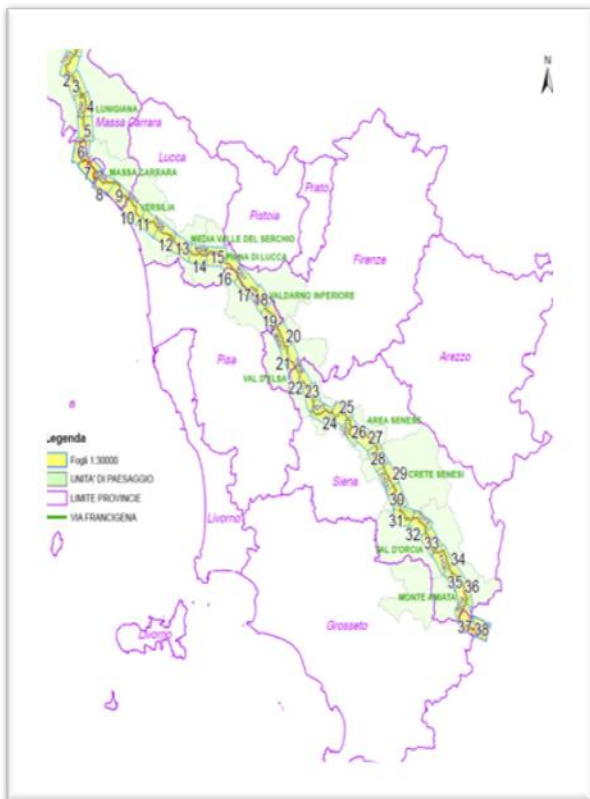 N
2
3
4
LUNIGIANA
Massa Carrara
5
6
7
MASSA CARRARA
8
Lucca
9
VERSILIA
10
11
Prato
Pistoia
12
13
MEDIA VALLE DEL SERCHIO
14
15
PIANA DI LUCCA
Firenze
16
17
18
VALDARNO INFERIORE
19
20
Pisa
21
Arezzo
VAL D'ELSA
22
23
24
25
AREA SENESE
26
27
Legenda
Fogli 1:30000
UNITA' DI PAESAGGIO
LIMITE PROVINCIE
VIA FRANCIGENA
28
29
CRETE SENESI
Siena
30
31
Livorno
32
33
VAL D'ORCIA
34
35
36
MONTE AMIATA
Livorno
Grosseto
37
38